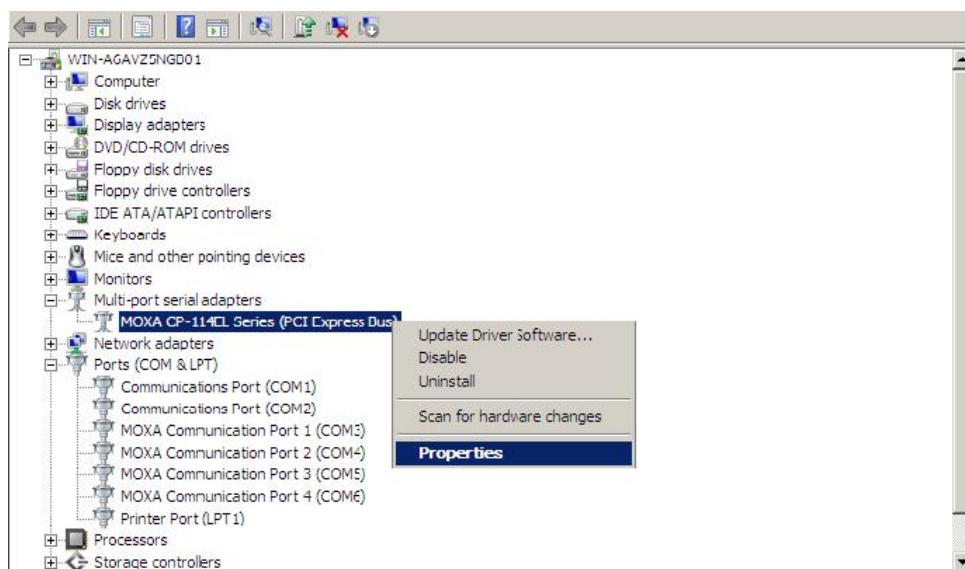 WIN-AGAVZ5NGD01
Computer
Disk drives
Display adapters
DVD/CD-ROM drives
Floppy disk drives
Floppy drive controllers
IDE ATA/ATAPI controllers
Keyboards
Mice and other pointing devices
Monitors
Multi-port serial adapters
MOXA CP-114EL Series (PCI Express Bus)
Update Driver Software...
Network adapters
Disable
Ports (COM & LPT)
Uninstall
Communications Port (COM1)
Communications Port (COM2)
Scan for hardware changes
MOXA Communication Port 1 (COM3)
MOXA Communication Port 2 (COM4)
Properties
MOXA Communication Port 3 (COM5)
MOXA Communication Port 4 (COM6)
Printer Port (LPT1)
Processors
Storage controllers